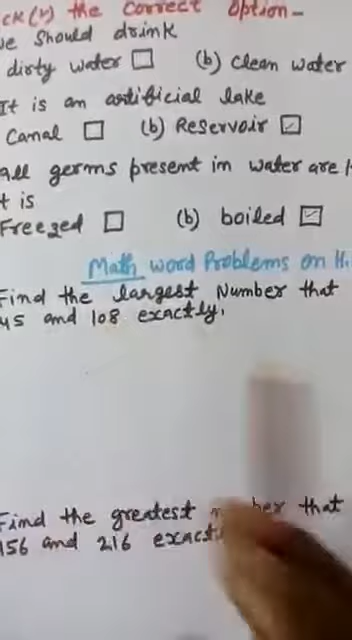 ck(✓) the correct option-
we should drink
dirty water (b) clean water
It is an artificial lake
Canal (b) Reservoir
all germs present in water are
t is
Freezed (b) boiled
Math word Problems on H.
Find the largest Number that
45 and 108 exactly.
Find the greatest that
156 and 216